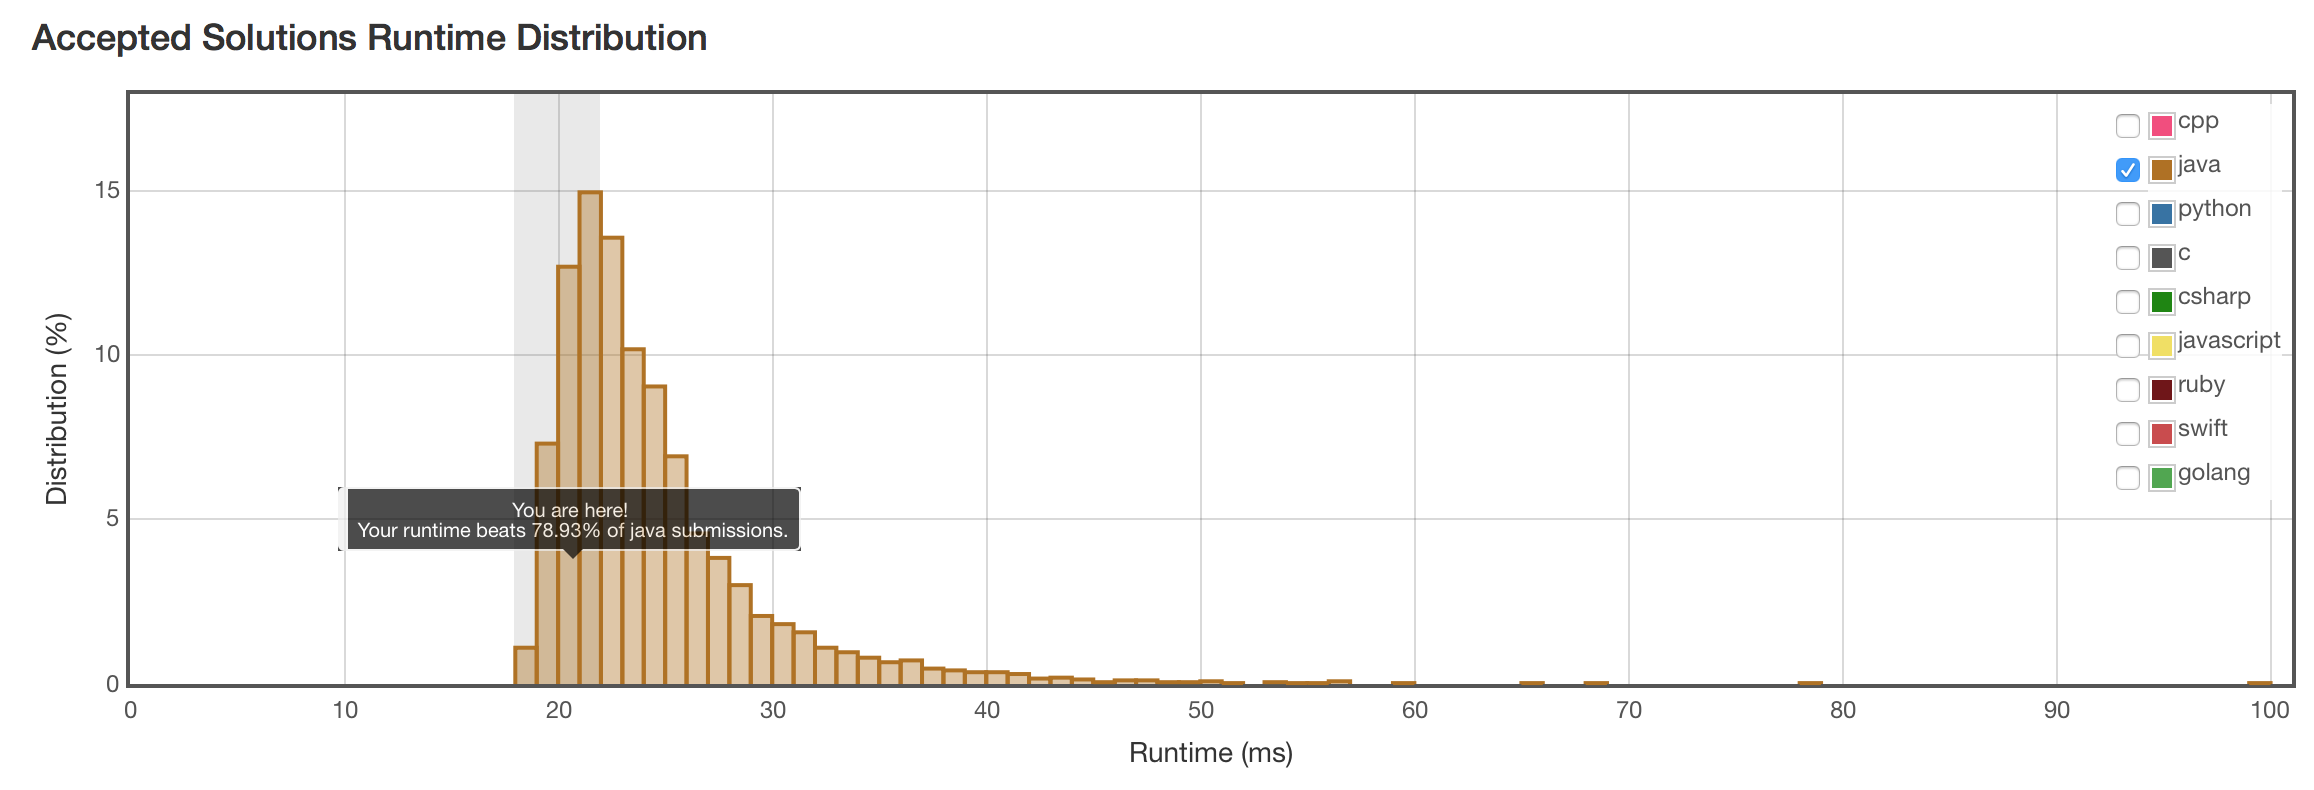 Accepted Solutions Runtime Distribution
cpp
java
python
c
csharp
javascript
ruby
swift
golang
15
10
5
0
Distribution (%)
You are here!
Your runtime beats 78.93% of java submissions.
0 10 20 30 40 50 60 70 80 90 100
Runtime (ms)